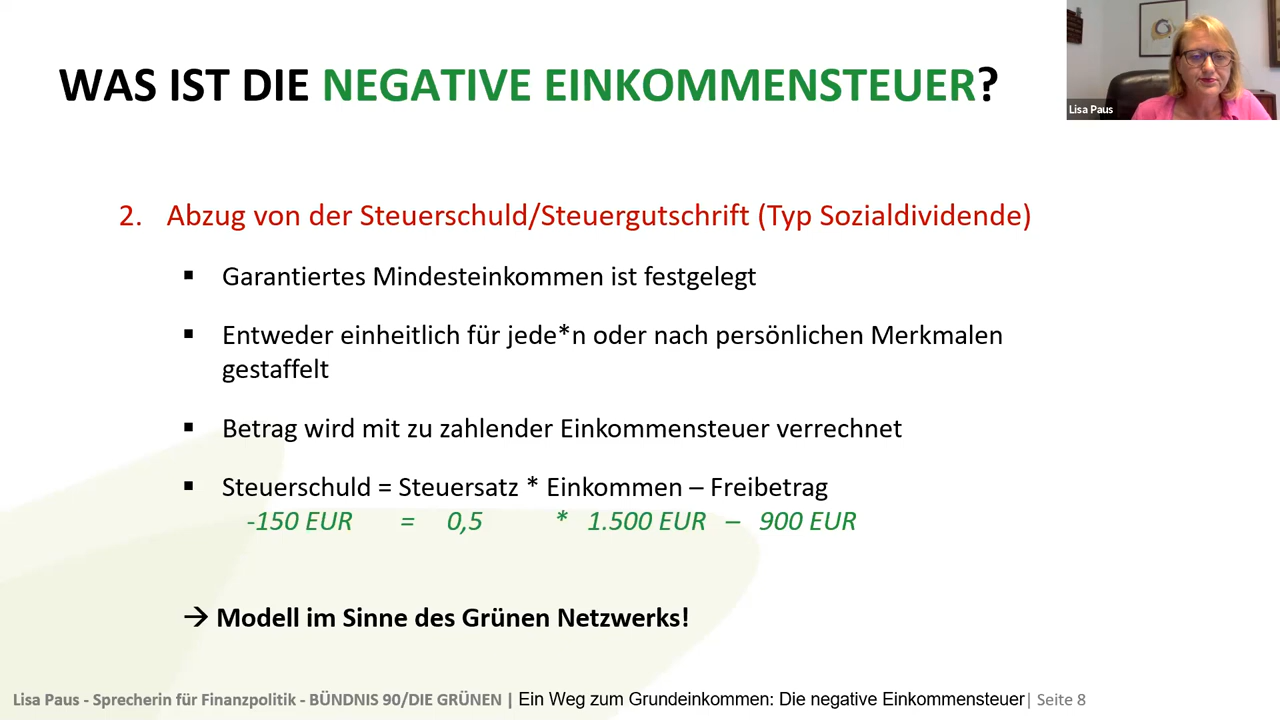 WAS IST DIE NEGATIVE EINKOMMENSTEUER?
Lisa Paus
2. Abzug von der Steuerschuld/Steuergutschrift (Typ Sozialdividende)
▪ Garantiertes Mindesteinkommen ist festgelegt
▪ Entweder einheitlich für jede*n oder nach persönlichen Merkmalen
gestaffelt
▪ Betrag wird mit zu zahlender Einkommensteuer verrechnet
▪ Steuerschuld = Steuersatz * Einkommen – Freibetrag
-150 EUR = 0,5 * 1.500 EUR – 900 EUR
→ Modell im Sinne des Grünen Netzwerks!
Lisa Paus - Sprecherin für Finanzpolitik - BÜNDNIS 90/DIE GRÜNEN | Ein Weg zum Grundeinkommen: Die negative Einkommensteuer | Seite 8